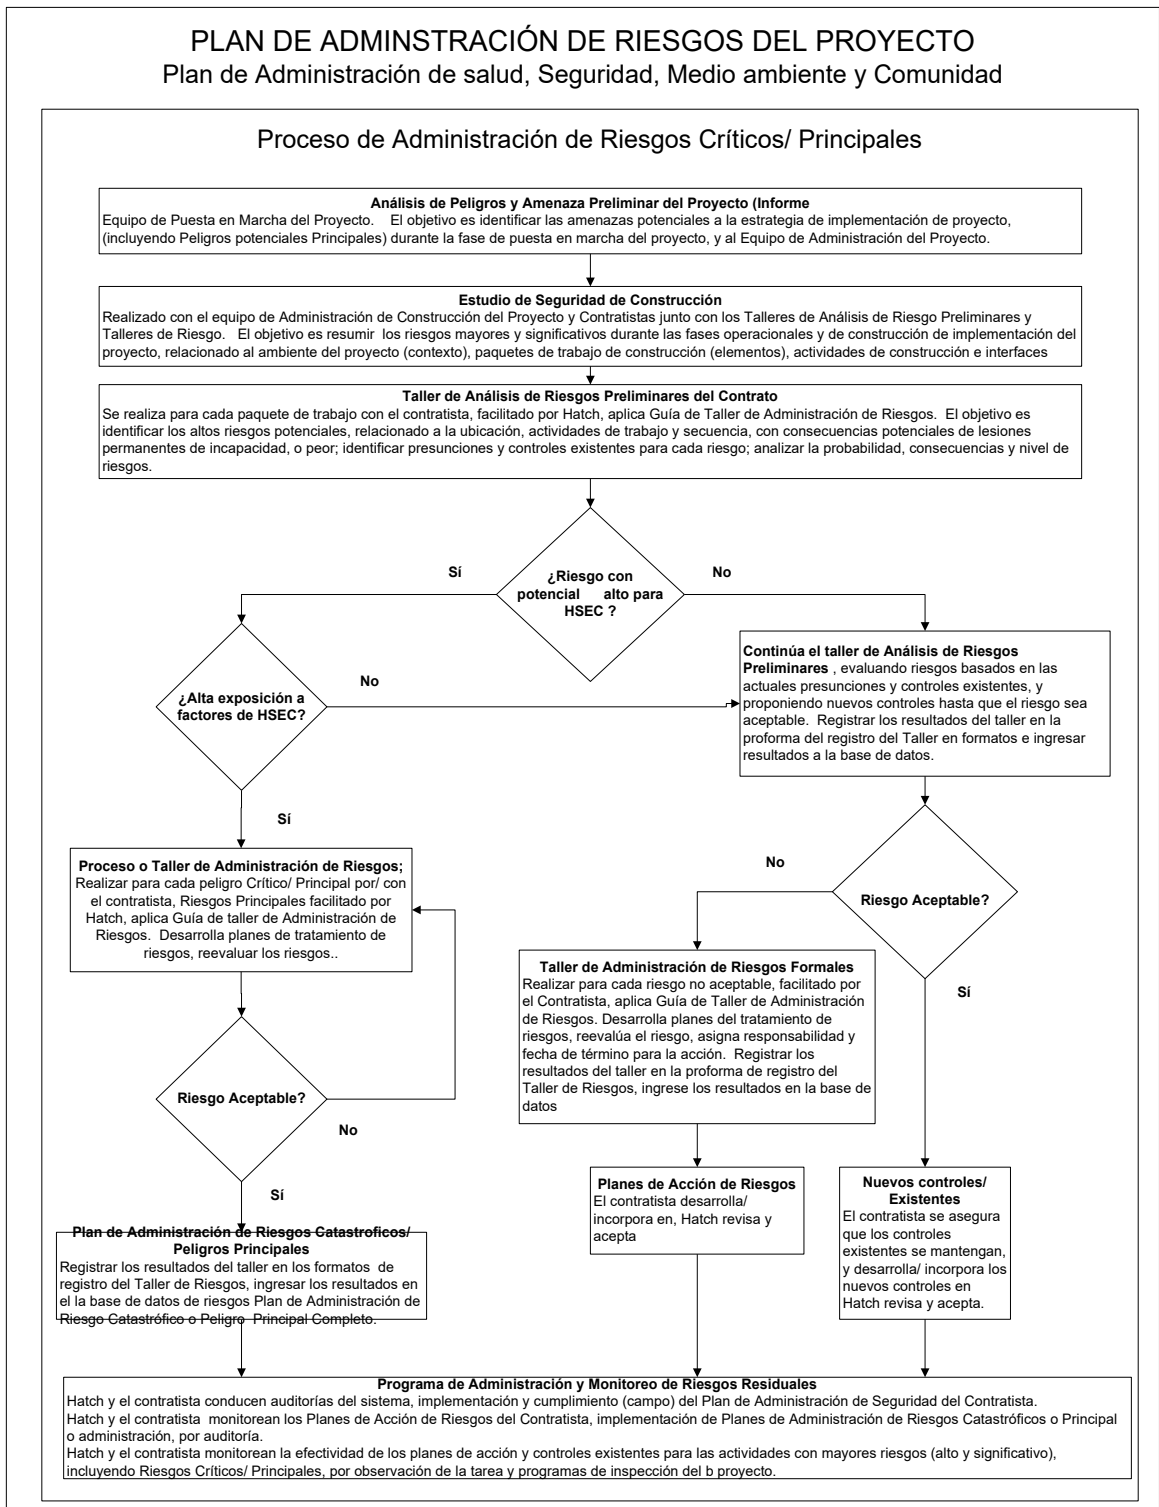 PLAN DE ADMINSTRACIÓN DE RIESGOS DEL PROYECTO
Plan de Administración de salud, Seguridad, Medio ambiente y Comunidad
Proceso de Administración de Riesgos Críticos/ Principales
Análisis de Peligros y Amenaza Preliminar del Proyecto (Informe
Equipo de Puesta en Marcha del Proyecto. El objetivo es identificar las amenazas potenciales a la estrategia de implementación de proyecto,
(incluyendo Peligros potenciales Principales) durante la fase de puesta en marcha del proyecto, y al Equipo de Administración del Proyecto.
Estudio de Seguridad de Construcción
Realizado con el equipo de Administración de Construcción del Proyecto y Contratistas junto con los Talleres de Análisis de Riesgo Preliminares y
Talleres de Riesgo. El objetivo es resumir los riesgos mayores y significativos durante las fases operacionales y de construcción de implementación del
proyecto, relacionado al ambiente del proyecto (contexto), paquetes de trabajo de construcción (elementos), actividades de construcción e interfaces
Taller de Análisis de Riesgos Preliminares del Contrato
Se realiza para cada paquete de trabajo con el contratista, facilitado por Hatch, aplica Guía de Taller de Administración de Riesgos. El objetivo es
identificar los altos riesgos potenciales, relacionado a la ubicación, actividades de trabajo y secuencia, con consecuencias potenciales de lesiones
permanentes de incapacidad, o peor; identificar presunciones y controles existentes para cada riesgo; analizar la probabilidad, consecuencias y nivel de
riesgos.
Sí
¿Riesgo con
potencial alto para
HSEC ?
No
¿Alta exposición a
factores de HSEC?
No
Continúa el taller de Análisis de Riesgos
Preliminares , evaluando riesgos basados en las
actuales presunciones y controles existentes, y
proponiendo nuevos controles hasta que el riesgo sea
aceptable. Registrar los resultados del taller en la
proforma del registro del Taller en formatos e ingresar
resultados a la base de datos.
Sí
Proceso o Taller de Administración de Riesgos;
Realizar para cada peligro Crítico/ Principal por/ con
el contratista, Riesgos Principales facilitado por
Hatch, aplica Guía de taller de Administración de
Riesgos. Desarrolla planes de tratamiento de
riesgos, reevaluar los riesgos..
No
Riesgo Aceptable?
Sí
Taller de Administración de Riesgos Formales
Realizar para cada riesgo no aceptable, facilitado por
el Contratista, aplica Guía de Taller de Administración
de Riesgos. Desarrolla planes del tratamiento de
riesgos, reevalúa el riesgo, asigna responsabilidad y
fecha de término para la acción. Registrar los
resultados del taller en la proforma de registro del
Taller de Riesgos, ingrese los resultados en la base de
datos
Riesgo Aceptable?
No
Sí
Planes de Acción de Riesgos
El contratista desarrolla/
incorpora en, Hatch revisa y
acepta
Nuevos controles/
Existentes
El contratista se asegura
que los controles
existentes se mantengan,
y desarrolla/ incorpora los
nuevos controles en
Hatch revisa y acepta.
Plan de Administración de Riesgos Catastroficos/
Peligros Principales
Registrar los resultados del taller en los formatos de
registro del Taller de Riesgos, ingresar los resultados en
el la base de datos de riesgos Plan de Administración de
Riesgo Catastrófico o Peligro Principal Completo.
Programa de Administración y Monitoreo de Riesgos Residuales
Hatch y el contratista conducen auditorías del sistema, implementación y cumplimiento (campo) del Plan de Administración de Seguridad del Contratista.
Hatch y el contratista monitorean los Planes de Acción de Riesgos del Contratista, implementación de Planes de Administración de Riesgos Catastróficos o Principal
o administración, por auditoría.
Hatch y el contratista monitorean la efectividad de los planes de acción y controles existentes para las actividades con mayores riesgos (alto y significativo),
incluyendo Riesgos Críticos/ Principales, por observación de la tarea y programas de inspección del b proyecto.